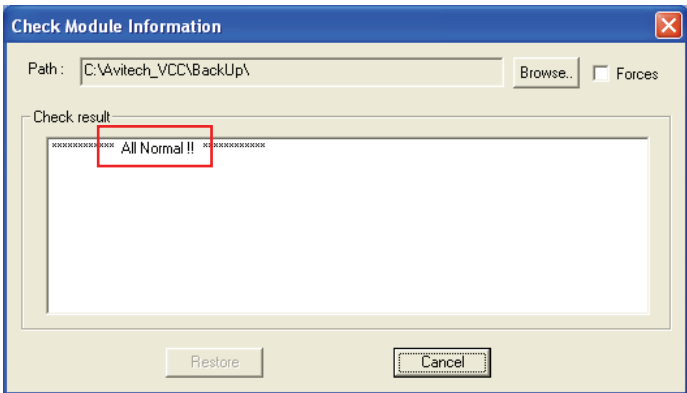 Check Module Information
Path : C:\Avitech_VCC\BackUp\ Browse.. Forces
Check result
************ All Normal !! ************
Restore Cancel